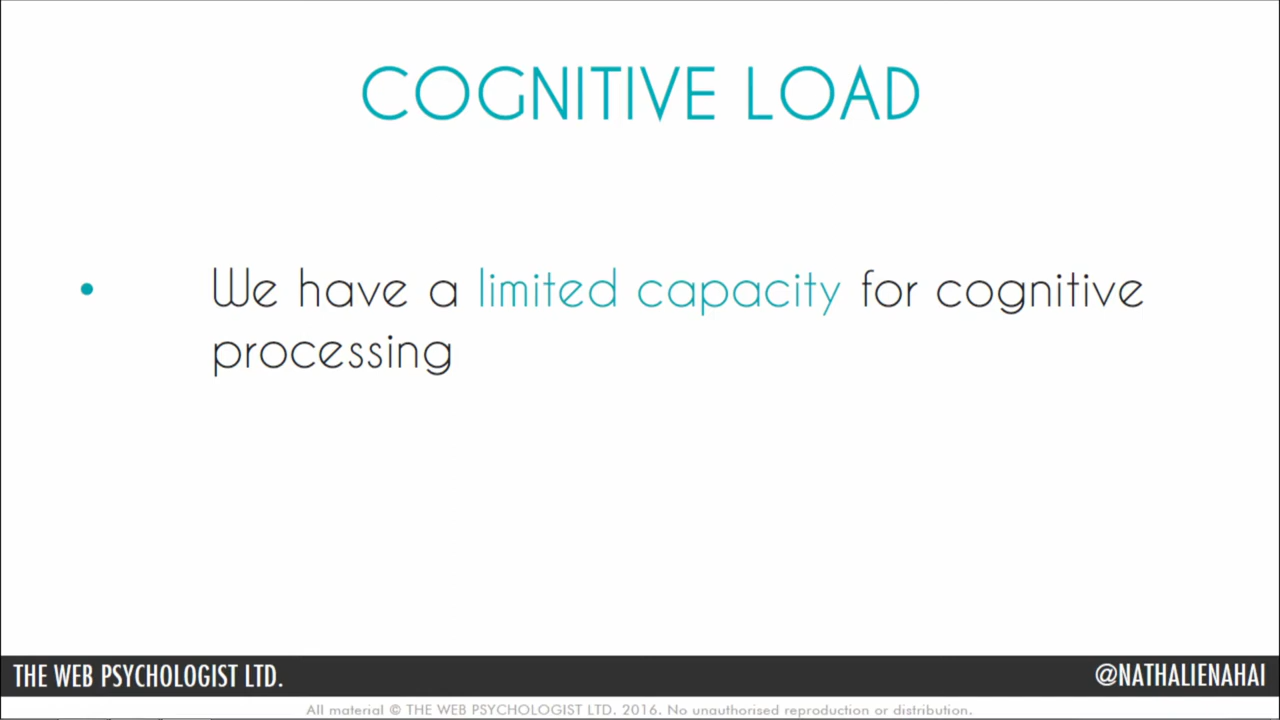 COGNITIVE LOAD
• We have a limited capacity for cognitive
processing
THE WEB PSYCHOLOGIST LTD.
@NATHALIENAHAI
All material © THE WEB PSYCHOLOGIST LTD. 2016. No unauthorised reproduction or distribution.